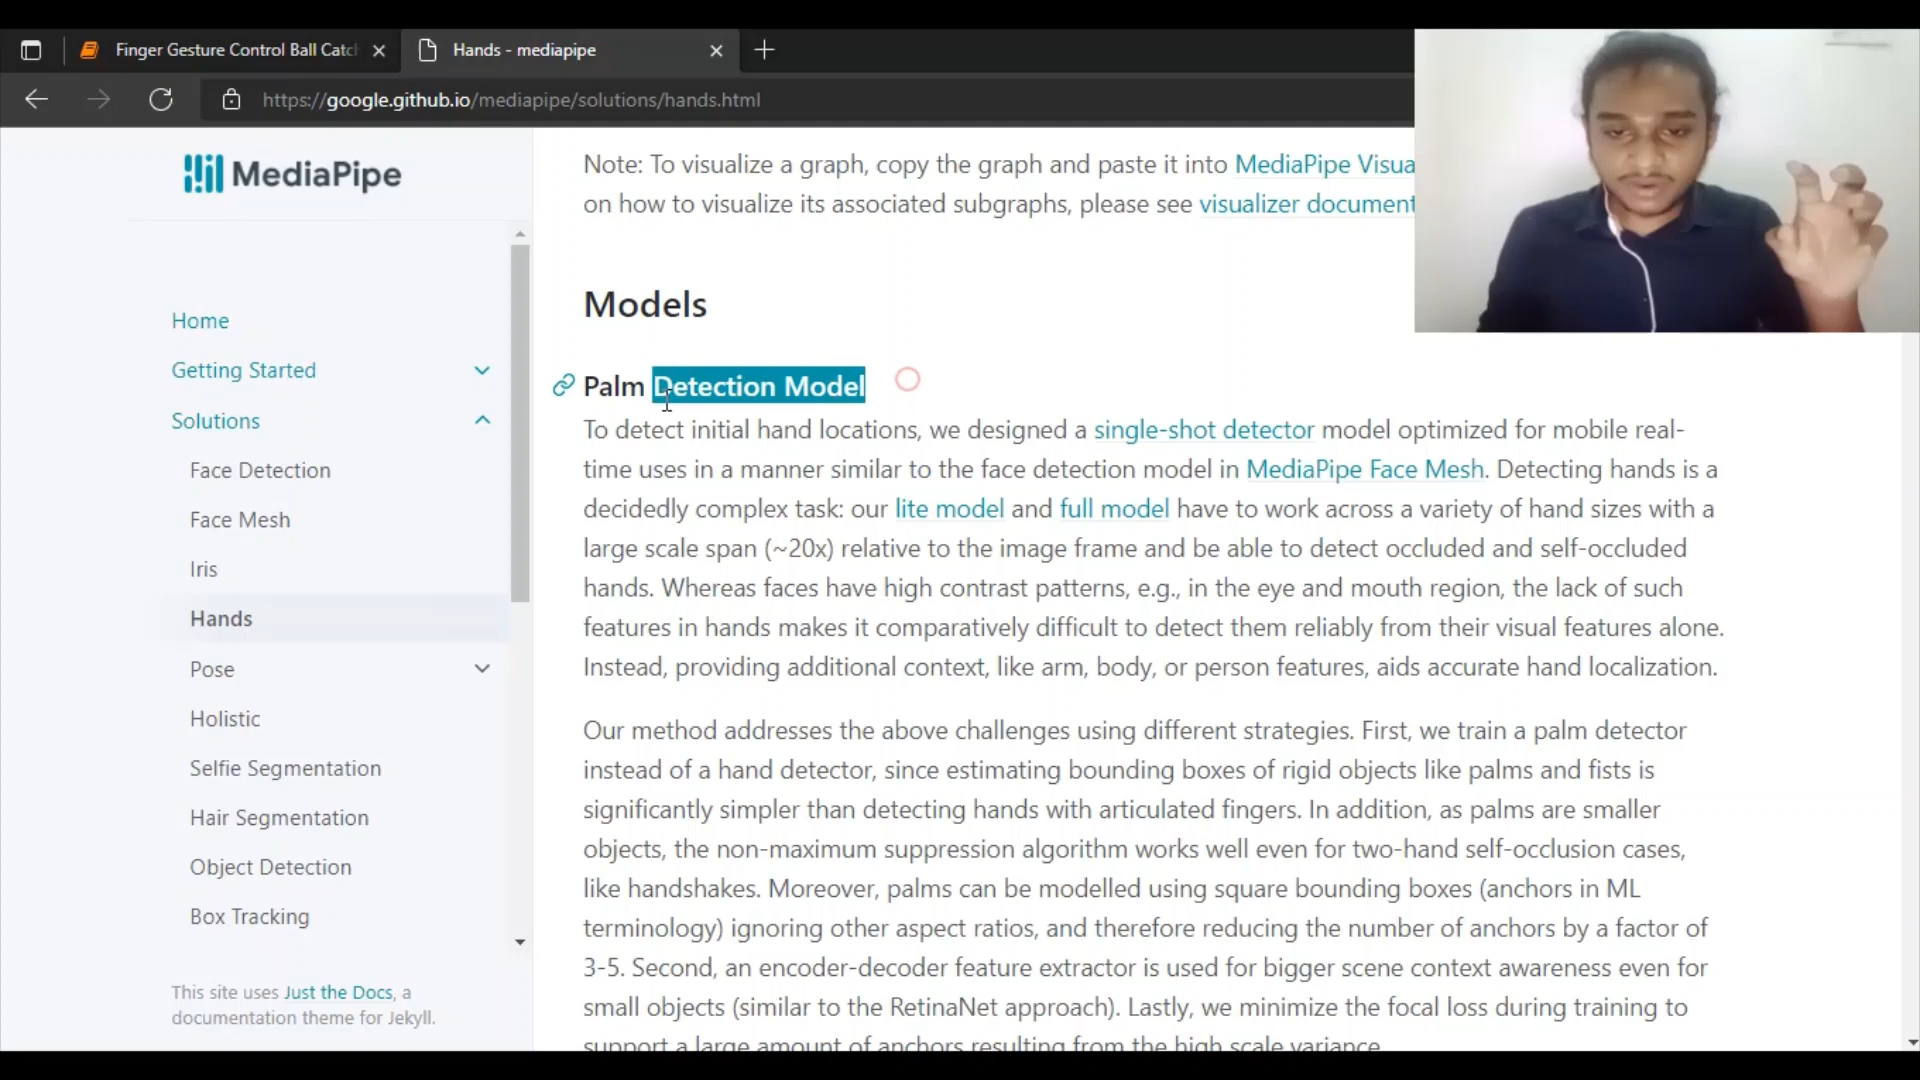 Finger Gesture Control Ball Catc
Hands - mediapipe
https://google.github.io/mediapipe/solutions/hands.html
MediaPipe
Home
Getting Started
Solutions
Face Detection
Face Mesh
Iris
Hands
Pose
Holistic
Selfie Segmentation
Hair Segmentation
Object Detection
Box Tracking
This site uses Just the Docs, a
documentation theme for Jekyll.
Note: To visualize a graph, copy the graph and paste it into MediaPipe Visua
on how to visualize its associated subgraphs, please see visualizer document
Models
Palm Detection Model
To detect initial hand locations, we designed a single-shot detector model optimized for mobile real-
time uses in a manner similar to the face detection model in MediaPipe Face Mesh. Detecting hands is a
decidedly complex task: our lite model and full model have to work across a variety of hand sizes with a
large scale span (~20x) relative to the image frame and be able to detect occluded and self-occluded
hands. Whereas faces have high contrast patterns, e.g., in the eye and mouth region, the lack of such
features in hands makes it comparatively difficult to detect them reliably from their visual features alone.
Instead, providing additional context, like arm, body, or person features, aids accurate hand localization.
Our method addresses the above challenges using different strategies. First, we train a palm detector
instead of a hand detector, since estimating bounding boxes of rigid objects like palms and fists is
significantly simpler than detecting hands with articulated fingers. In addition, as palms are smaller
objects, the non-maximum suppression algorithm works well even for two-hand self-occlusion cases,
like handshakes. Moreover, palms can be modelled using square bounding boxes (anchors in ML
terminology) ignoring other aspect ratios, and therefore reducing the number of anchors by a factor of
3-5. Second, an encoder-decoder feature extractor is used for bigger scene context awareness even for
small objects (similar to the RetinaNet approach). Lastly, we minimize the focal loss during training to
support a large amount of anchors resulting from the high scale variance.